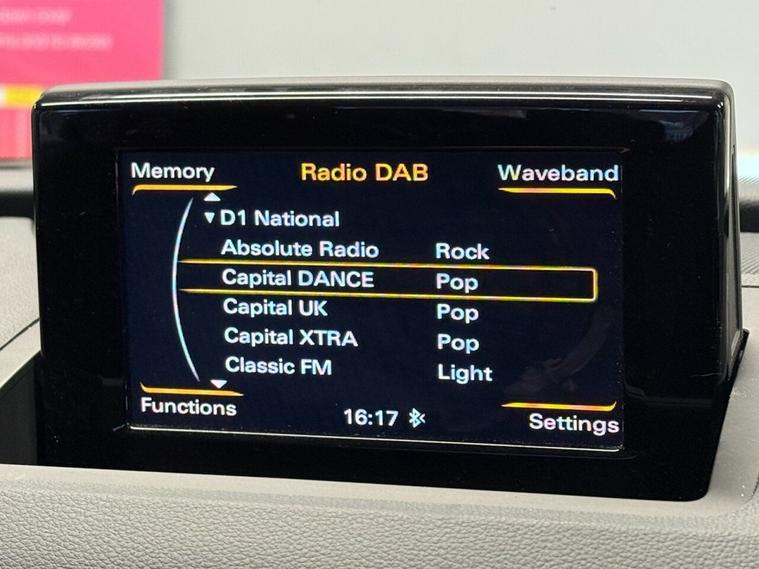 Memory Radio DAB Waveband
D1 National
Absolute Radio Rock
Capital DANCE Pop
Capital UK Pop
Capital XTRA Pop
Classic FM Light
Functions 16:17 Settings